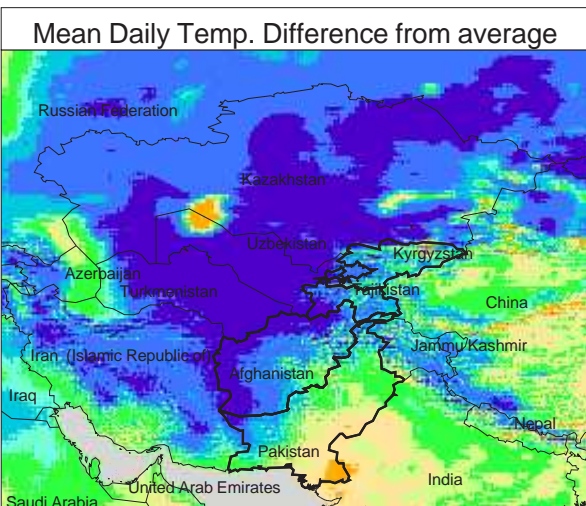 Mean Daily Temp. Difference from average
Russian Federation
Kazakhstan
Uzbekistan
Kyrgyzstan
Azerbaijan
Turkmenistan
Tajikistan
China
Iran (Islamic Republic of)
Jammu Kashmir
Afghanistan
Iraq
Nepal
Pakistan
India
United Arab Emirates
Saudi Arabia